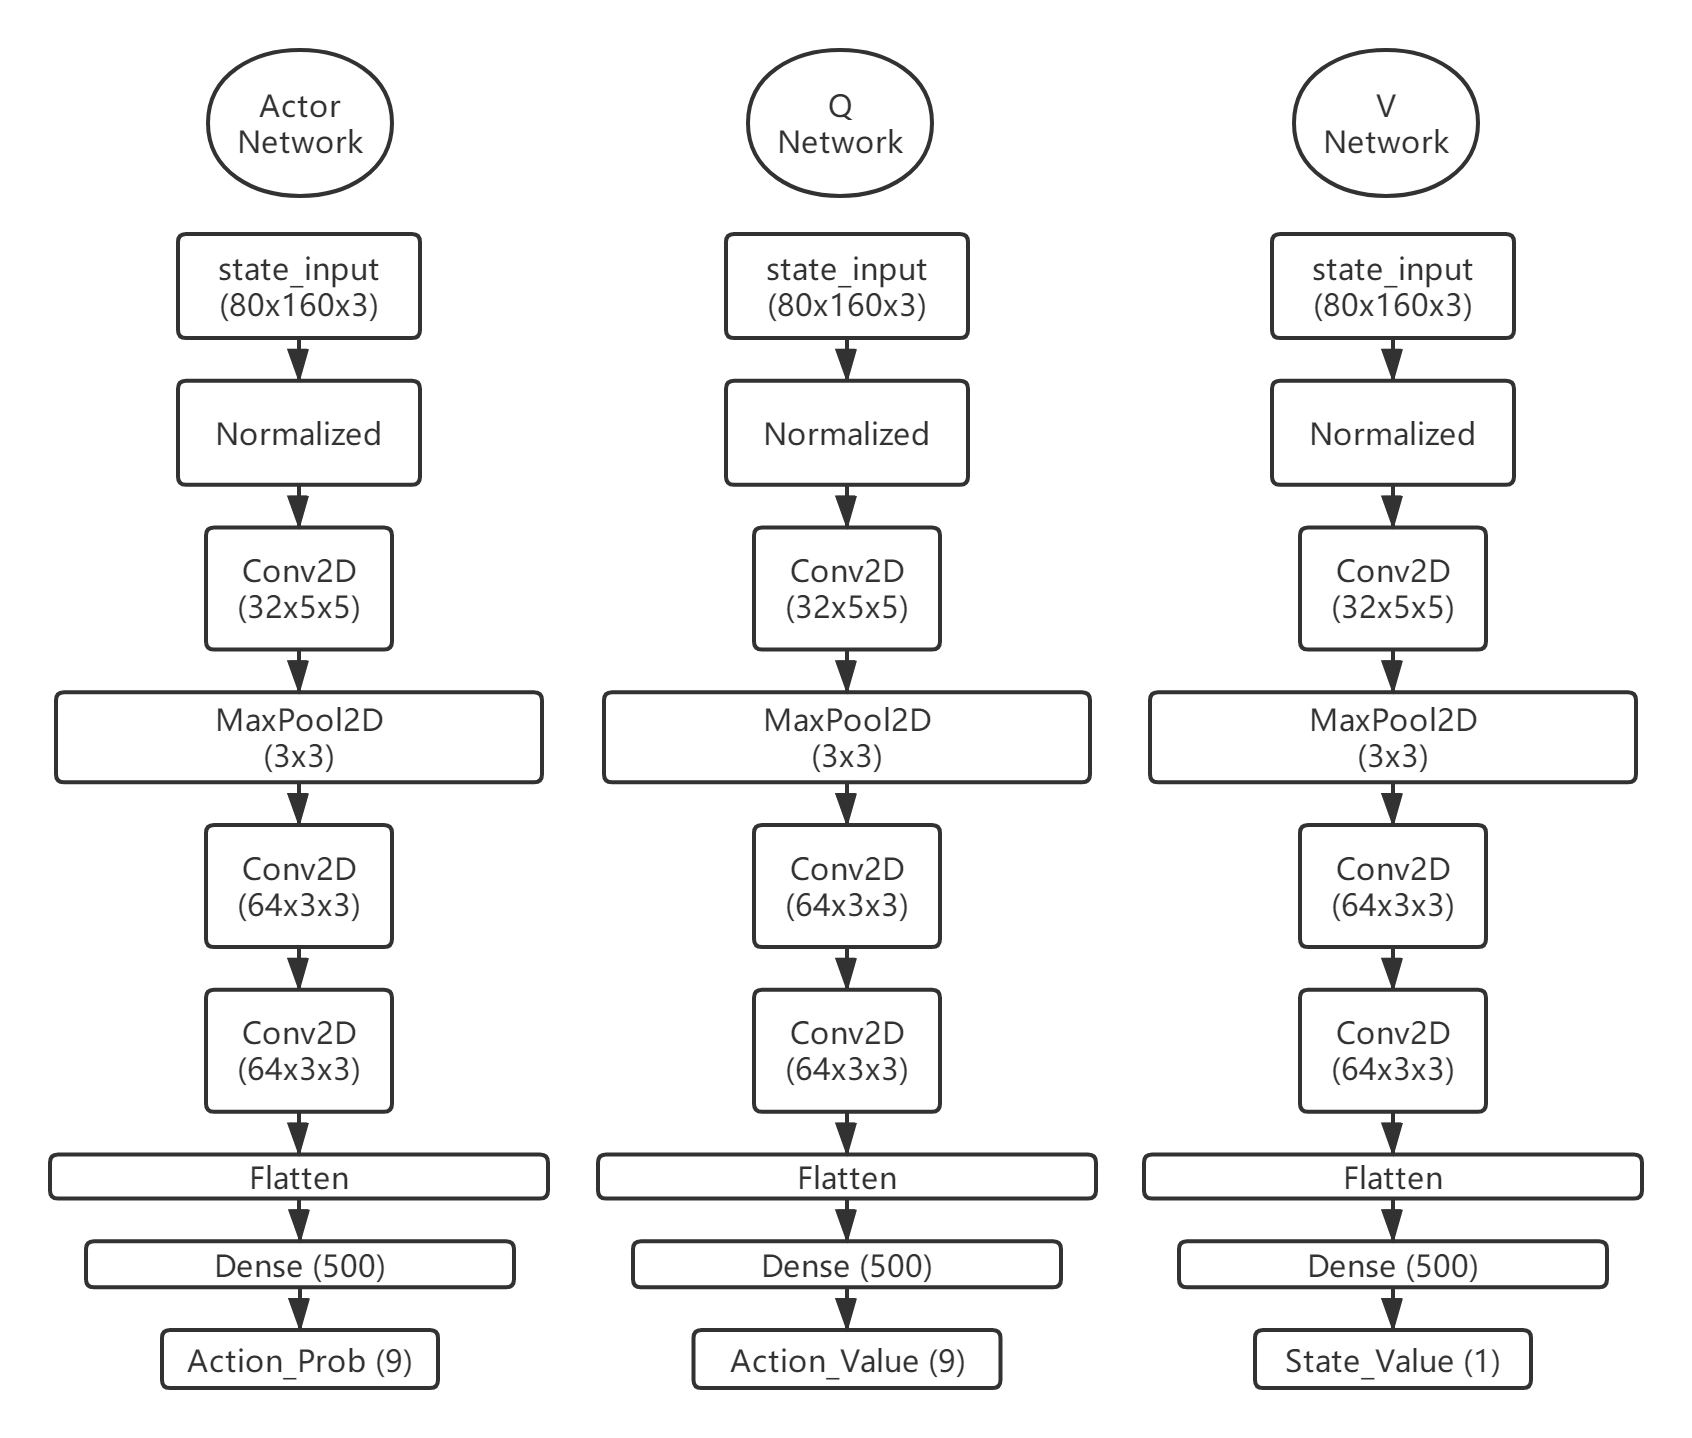 Actor
Network
state_input
(80x160x3)
Normalized
Conv2D
(32x5x5)
MaxPool2D
(3x3)
Conv2D
(64x3x3)
Conv2D
(64x3x3)
Flatten
Dense (500)
Action_Prob (9)
Q
Network
state_input
(80x160x3)
Normalized
Conv2D
(32x5x5)
MaxPool2D
(3x3)
Conv2D
(64x3x3)
Conv2D
(64x3x3)
Flatten
Dense (500)
Action_Value (9)
V
Network
state_input
(80x160x3)
Normalized
Conv2D
(32x5x5)
MaxPool2D
(3x3)
Conv2D
(64x3x3)
Conv2D
(64x3x3)
Flatten
Dense (500)
State_Value (1)